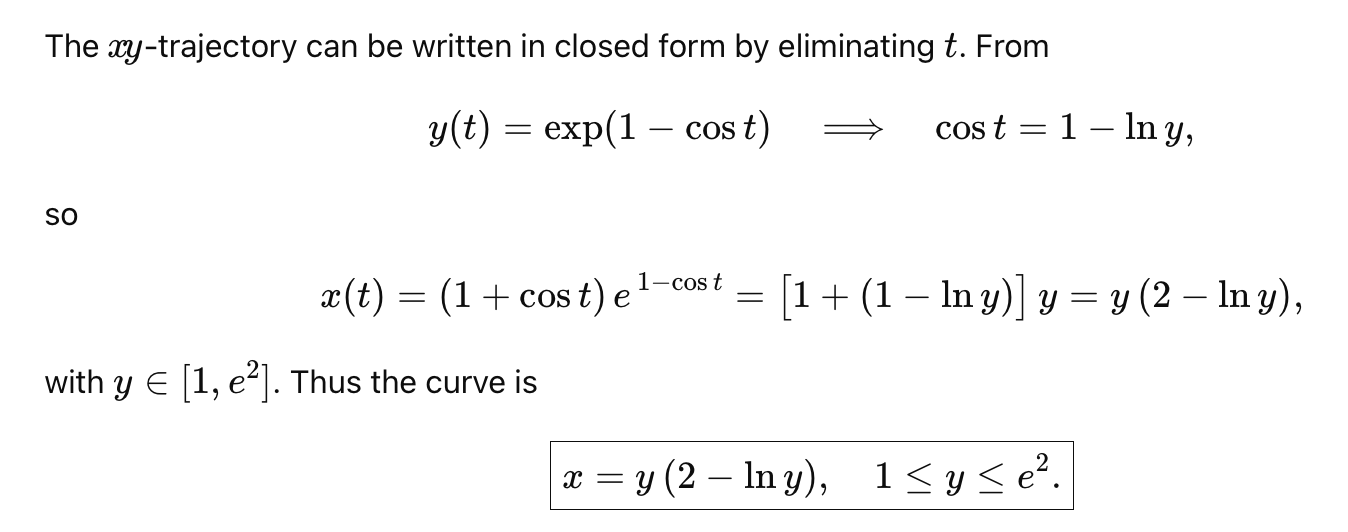 The xy-trajectory can be written in closed form by eliminating t. From
y(t) = exp(1 − cos t) ⟹ cos t = 1 − ln y,
so
x(t) = (1 + cos t) e^{1−cos t} = [1 + (1 − ln y)] y = y (2 − ln y),
with y ∈ [1, e²]. Thus the curve is
x = y (2 − ln y), 1 ≤ y ≤ e².